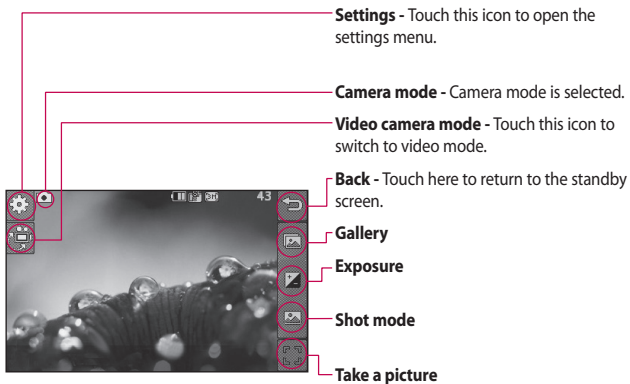 Settings - Touch this icon to open the
settings menu.
Camera mode - Camera mode is selected.
Video camera mode - Touch this icon to
switch to video mode.
Back - Touch here to return to the standby
screen.
43
Gallery
Exposure
Shot mode
Take a picture